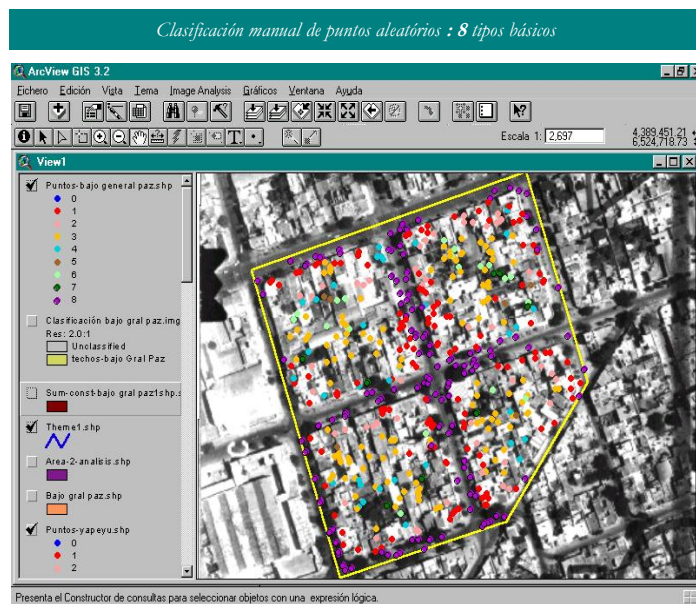 Clasificación manual de puntos aleatórios : 8 tipos básicos
ArcView GIS 3.2
Fichero Edición Vista Tema Image Analysis Gráficos Ventana Ayuda
Escala 1: 2,697
4,389,451.21
6,524,718.73
View1
Puntos-bajo general paz.shp
0
1
2
3
4
5
6
7
8
Clasificación bajo gral paz.img
Res: 2.0:1
Unclassified
techos-bajo Gral Paz
Sum-const-bajo gral paz1shp.s
Theme1.shp
Area-2-analisis.shp
Bajo gral paz.shp
Puntos-yapeyu.shp
0
1
2
Presenta el Constructor de consultas para seleccionar objetos con una expresión lógica.